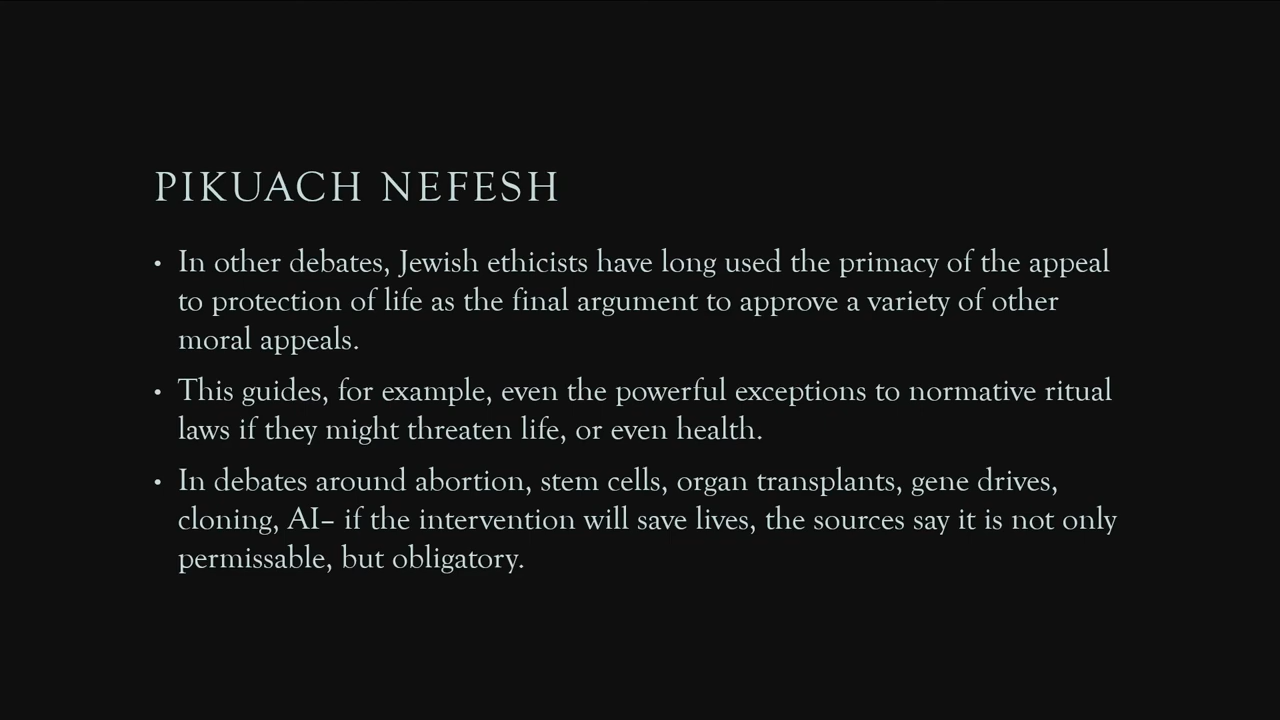 PIKUACH NEFESH
• In other debates, Jewish ethicists have long used the primacy of the appeal
to protection of life as the final argument to approve a variety of other
moral appeals.
• This guides, for example, even the powerful exceptions to normative ritual
laws if they might threaten life, or even health.
• In debates around abortion, stem cells, organ transplants, gene drives,
cloning, AI– if the intervention will save lives, the sources say it is not only
permissable, but obligatory.